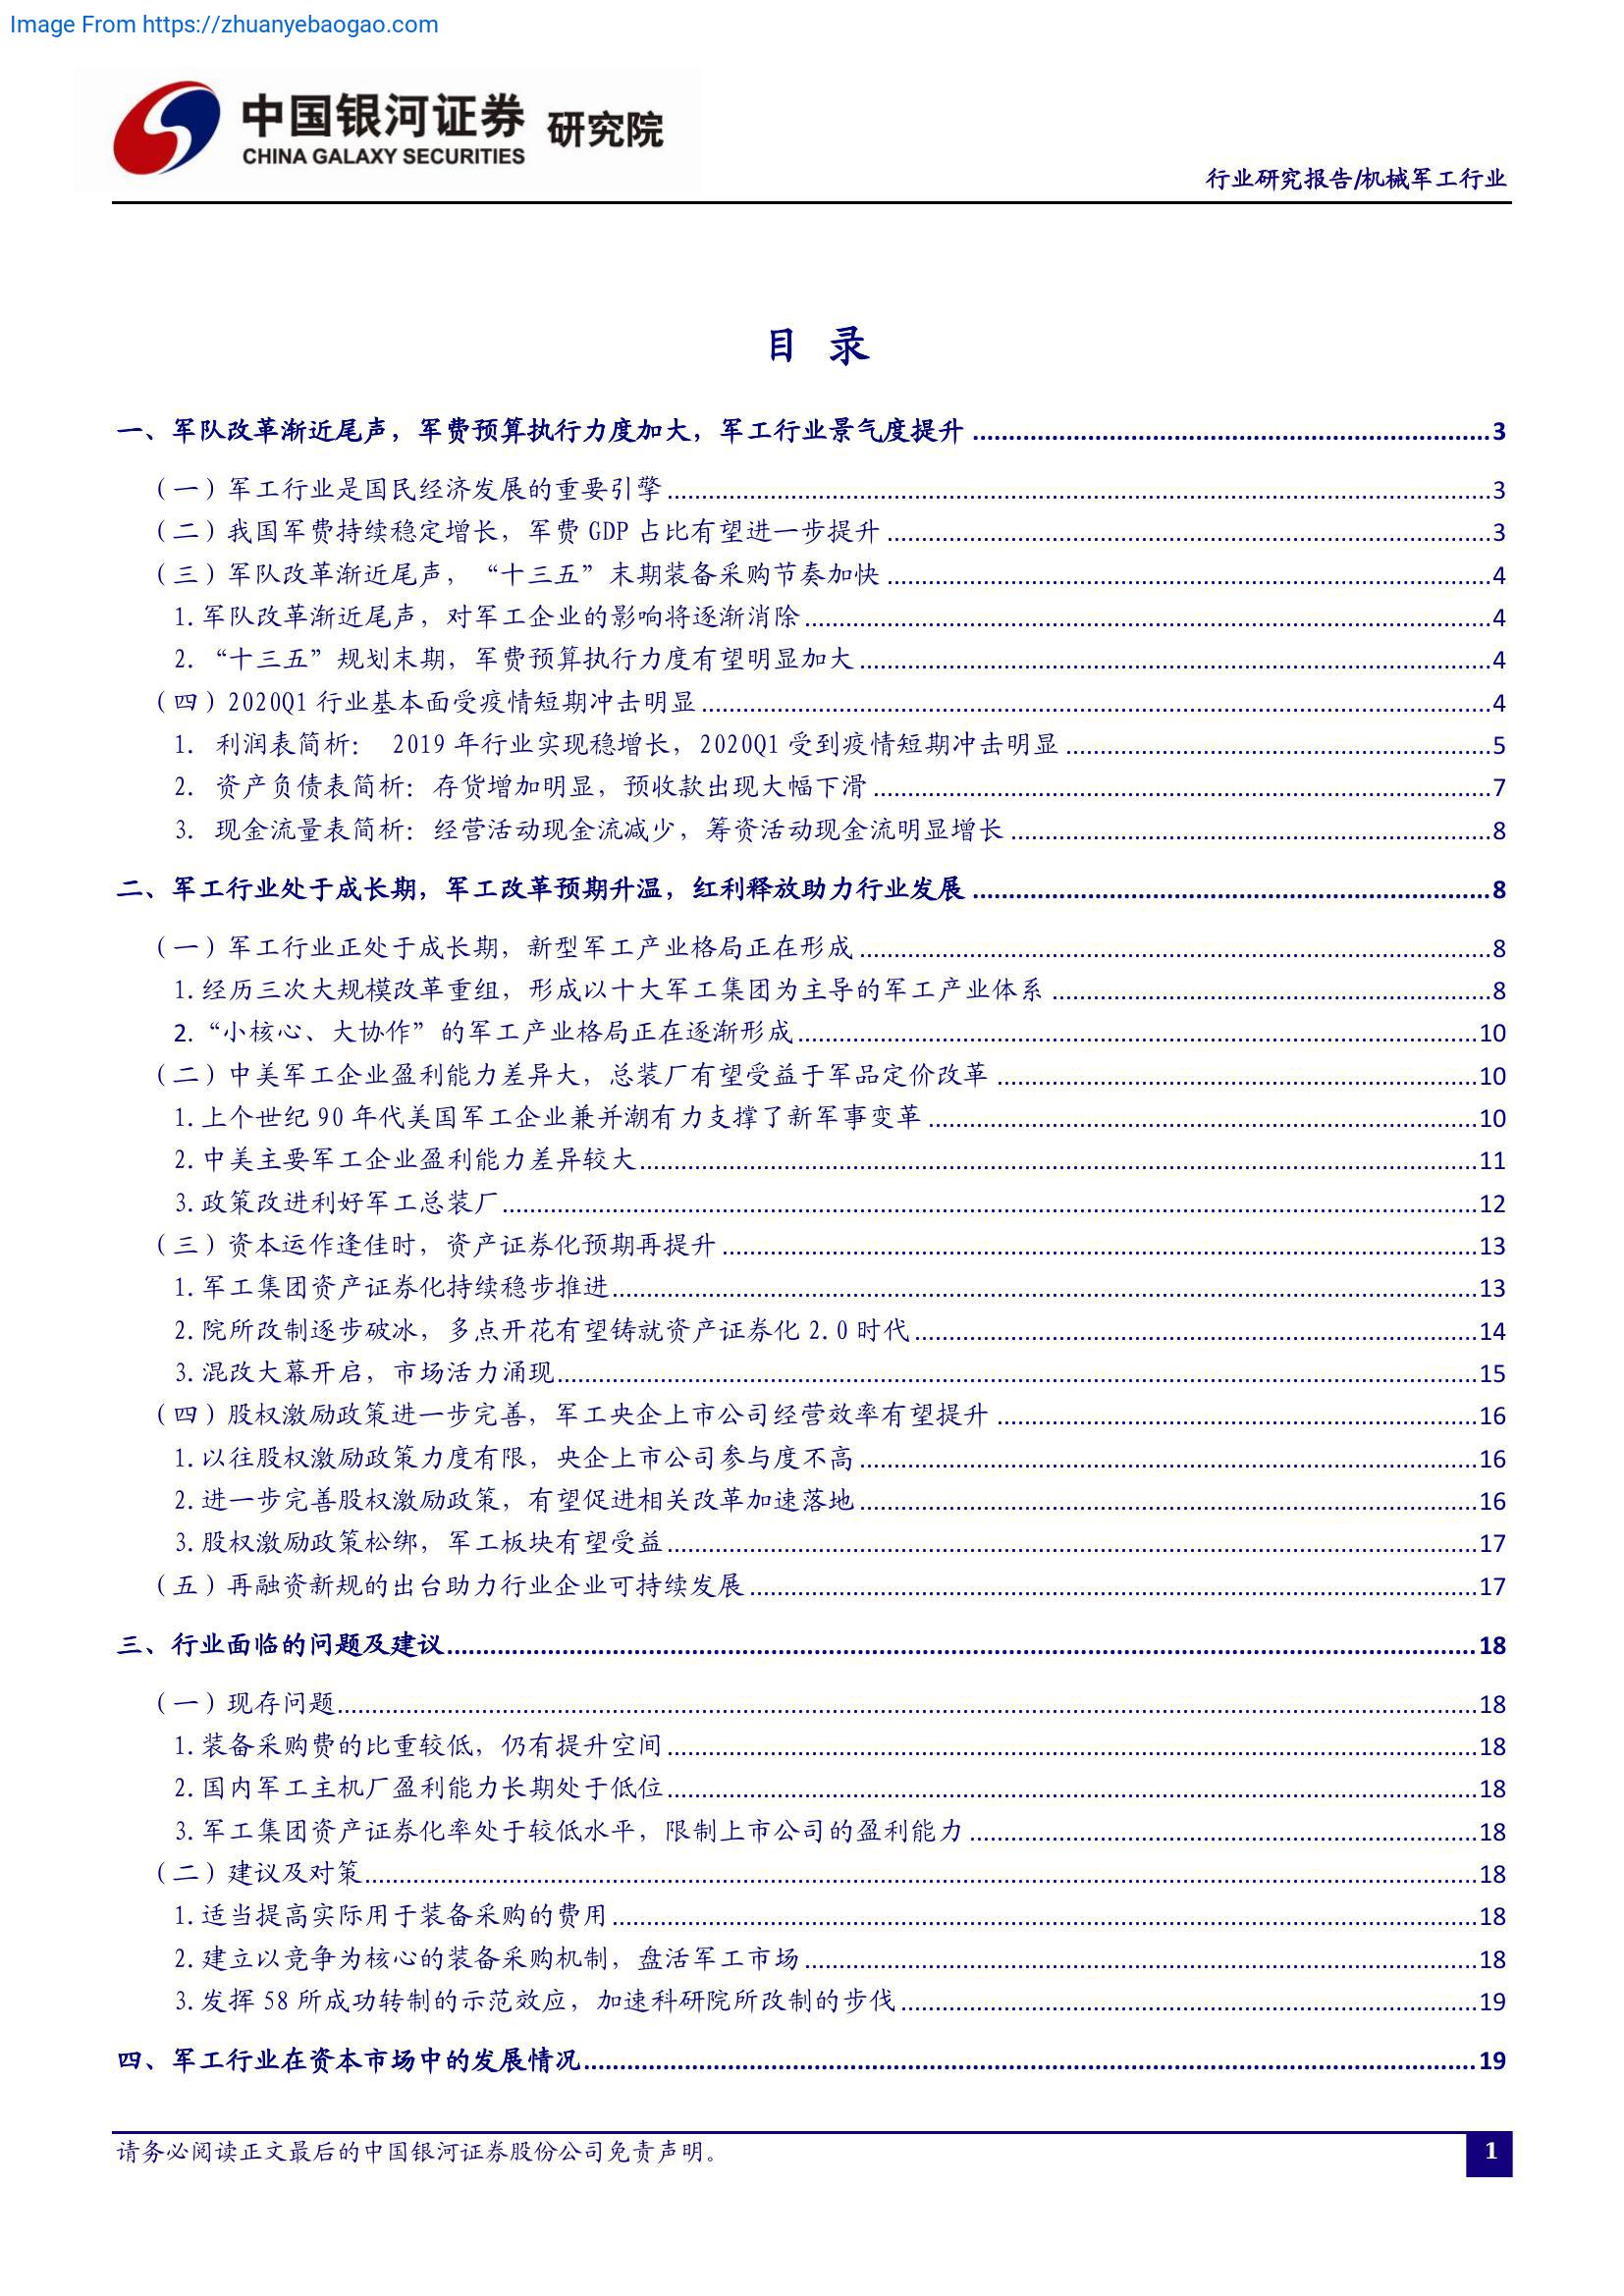 Image From https://zhuanyebaogao.com
中国银河证券 研究院
CHINA GALAXY SECURITIES
行业研究报告/机械军工行业
目 录
一、军队改革渐近尾声，军费预算执行力度加大，军工行业景气度提升 3
（一）军工行业是国民经济发展的重要引擎 3
（二）我国军费持续稳定增长，军费 GDP 占比有望进一步提升 3
（三）军队改革渐近尾声，“十三五”末期装备采购节奏加快 4
1.军队改革渐近尾声，对军工企业的影响将逐渐消除 4
2.“十三五”规划末期，军费预算执行力度有望明显加大 4
（四）2020Q1 行业基本面受疫情短期冲击明显 4
1. 利润表简析： 2019 年行业实现稳增长，2020Q1 受到疫情短期冲击明显 5
2. 资产负债表简析：存货增加明显，预收款出现大幅下滑 7
3. 现金流量表简析：经营活动现金流减少，筹资活动现金流明显增长 8
二、军工行业处于成长期，军工改革预期升温，红利释放助力行业发展 8
（一）军工行业正处于成长期，新型军工产业格局正在形成 8
1.经历三次大规模改革重组，形成以十大军工集团为主导的军工产业体系 8
2.“小核心、大协作”的军工产业格局正在逐渐形成 10
（二）中美军工企业盈利能力差异大，总装厂有望受益于军品定价改革 10
1.上个世纪 90 年代美国军工企业兼并潮有力支撑了新军事变革 10
2.中美主要军工企业盈利能力差异较大 11
3.政策改进利好军工总装厂 12
（三）资本运作逢佳时，资产证券化预期再提升 13
1.军工集团资产证券化持续稳步推进 13
2.院所改制逐步破冰，多点开花有望铸就资产证券化 2.0 时代 14
3.混改大幕开启，市场活力涌现 15
（四）股权激励政策进一步完善，军工央企上市公司经营效率有望提升 16
1.以往股权激励政策力度有限，央企上市公司参与度不高 16
2.进一步完善股权激励政策，有望促进相关改革加速落地 16
3.股权激励政策松绑，军工板块有望受益 17
（五）再融资新规的出台助力行业企业可持续发展 17
三、行业面临的问题及建议 18
（一）现存问题 18
1.装备采购费的比重较低，仍有提升空间 18
2.国内军工主机厂盈利能力长期处于低位 18
3.军工集团资产证券化率处于较低水平，限制上市公司的盈利能力 18
（二）建议及对策 18
1.适当提高实际用于装备采购的费用 18
2.建立以竞争为核心的装备采购机制，盘活军工市场 18
3.发挥 58 所成功转制的示范效应，加速科研院所改制的步伐 19
四、军工行业在资本市场中的发展情况 19
请务必阅读正文最后的中国银河证券股份公司免责声明。
1